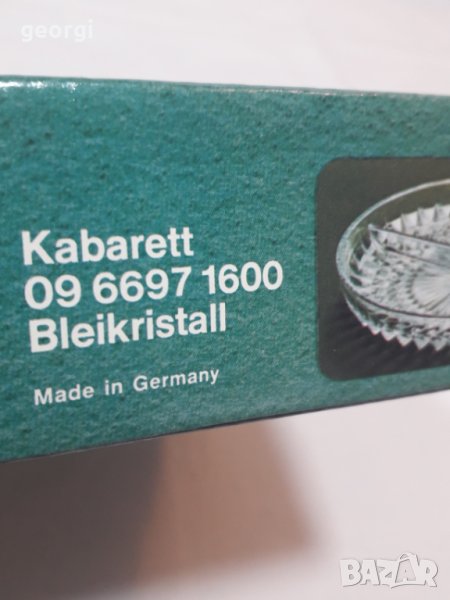 georgi
Kabarett
09 6697 1600
Bleikristall
Made in Germany
BAZAR